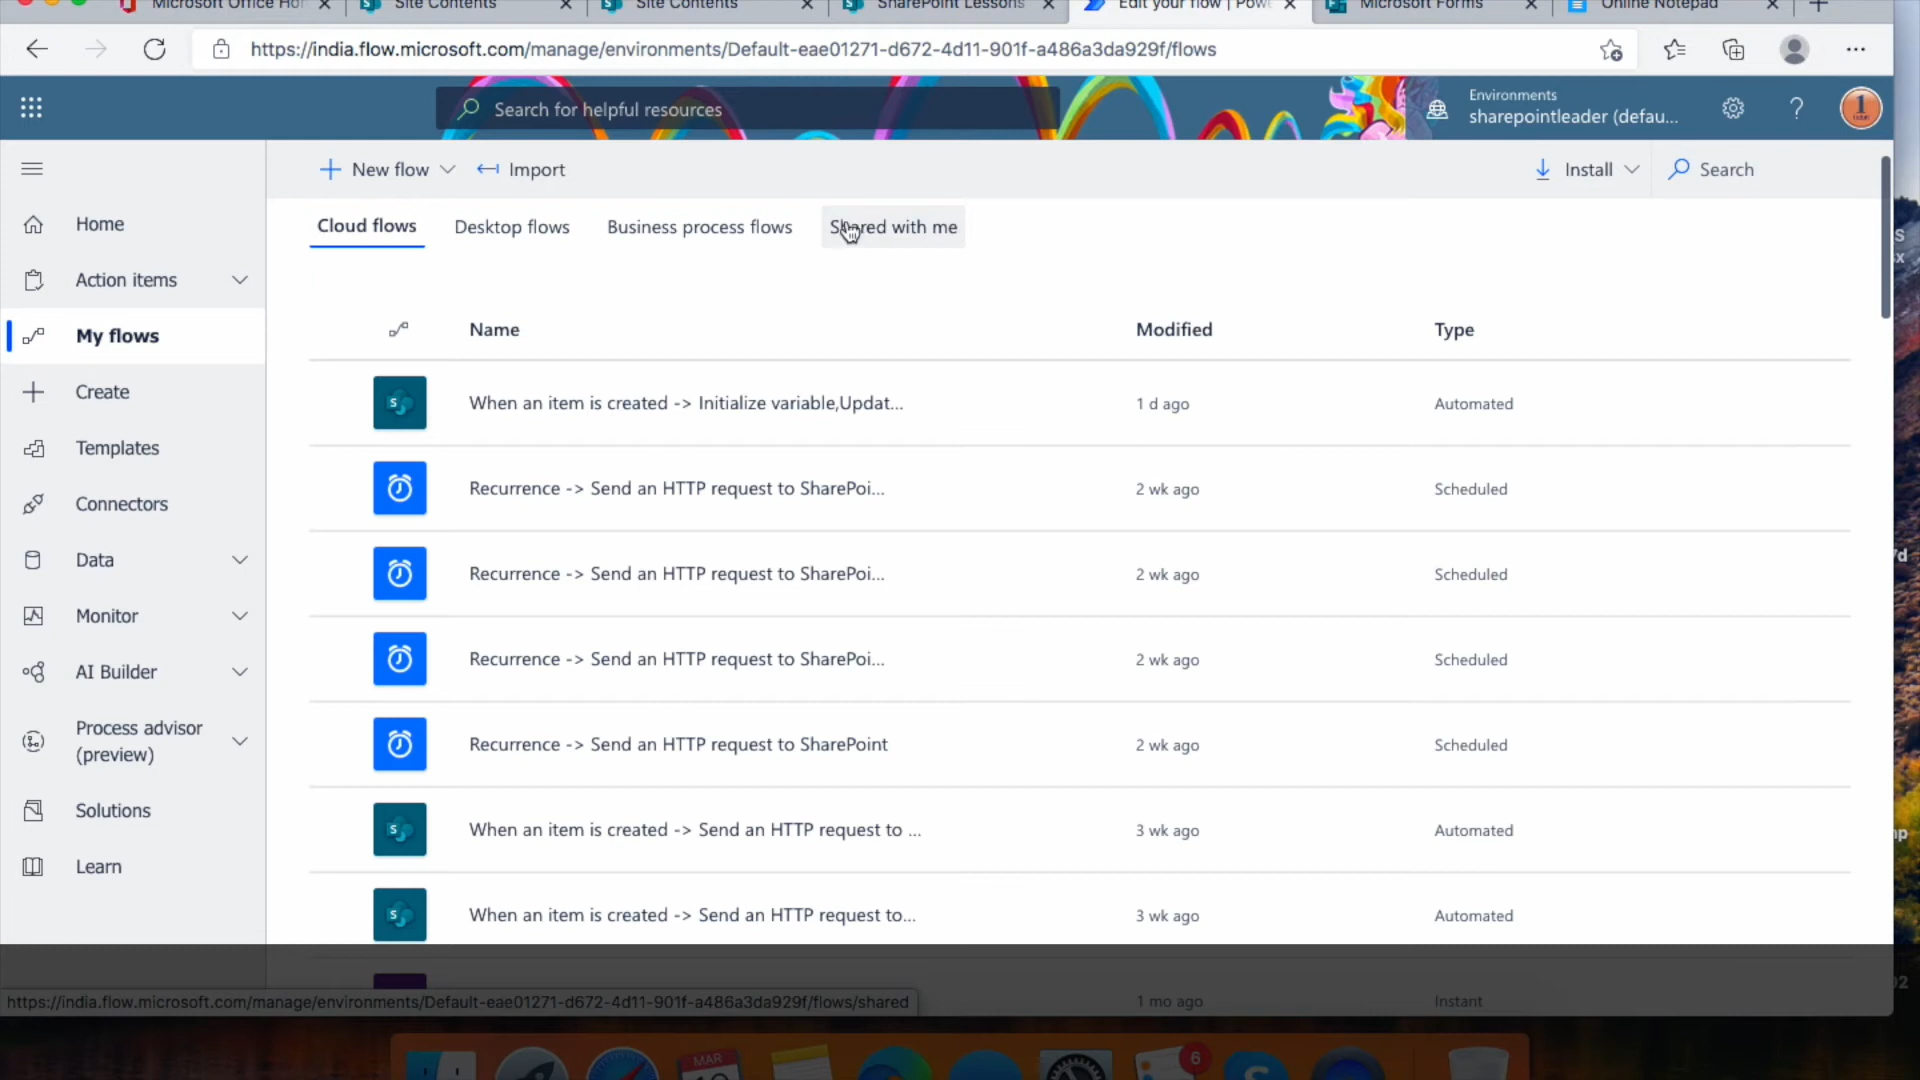 Microsoft Office Ho
Site Contents
Site Contents
SharePoint Lessons
Edit your flow | Pow
Microsoft Forms
Online Notepad
https://india.flow.microsoft.com/manage/environments/Default-eae01271-d672-4d11-901f-a486a3da929f/flows
Search for helpful resources
Environments
sharepointleader (defau...
?
1
New flow
Import
Install
Search
Home
Action items
My flows
Create
Templates
Connectors
Data
Monitor
AI Builder
Process advisor
(preview)
Solutions
Learn
Cloud flows
Desktop flows
Business process flows
Shared with me
Name Modified Type
When an item is created -> Initialize variable,Updat... 1 d ago Automated
Recurrence -> Send an HTTP request to SharePoi... 2 wk ago Scheduled
Recurrence -> Send an HTTP request to SharePoi... 2 wk ago Scheduled
Recurrence -> Send an HTTP request to SharePoi... 2 wk ago Scheduled
Recurrence -> Send an HTTP request to SharePoint 2 wk ago Scheduled
When an item is created -> Send an HTTP request to ... 3 wk ago Automated
When an item is created -> Send an HTTP request to... 3 wk ago Automated
1 mo ago Instant
https://india.flow.microsoft.com/manage/environments/Default-eae01271-d672-4d11-901f-a486a3da929f/flows/shared
MAR
6